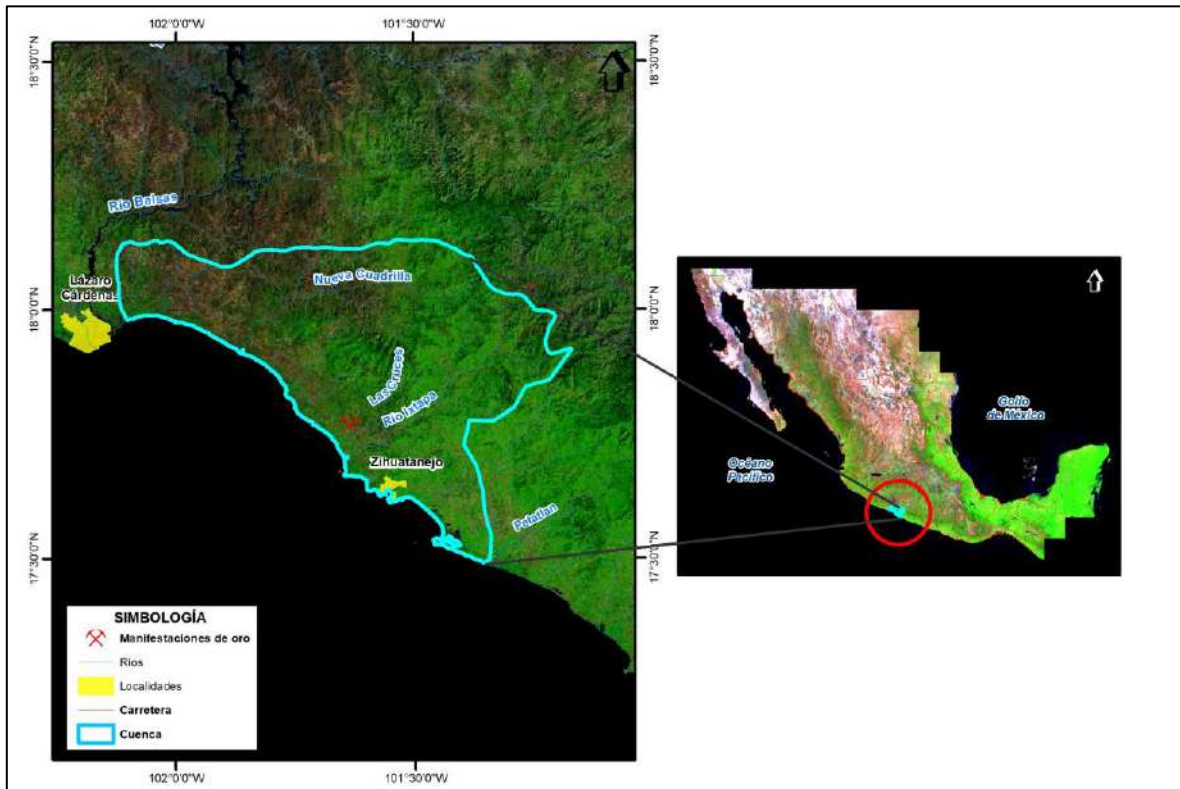 102°0'0"W
101°30'0"W
18°30'0"N
18°30'0"N
Río Balsas
Lázaro
Cárdenas
Nueva Cuadrilla
18°0'0"N
18°0'0"N
Las Cruces
Río Ixtapa
Zihuatanejo
Petatlan
17°30'0"N
17°30'0"N
SIMBOLOGÍA
Manifestaciones de oro
Ríos
Localidades
Carretera
Cuenca
102°0'0"W
101°30'0"W
Golfo
de México
Océano
Pacífico